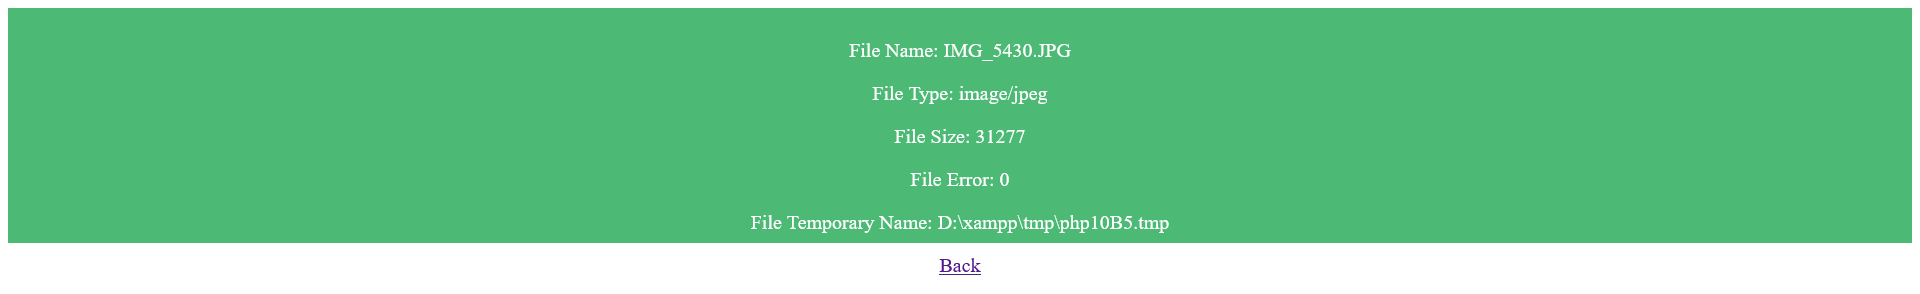 File Name: IMG_5430.JPG
File Type: image/jpeg
File Size: 31277
File Error: 0
File Temporary Name: D:\xampp\tmp\php10B5.tmp
Back